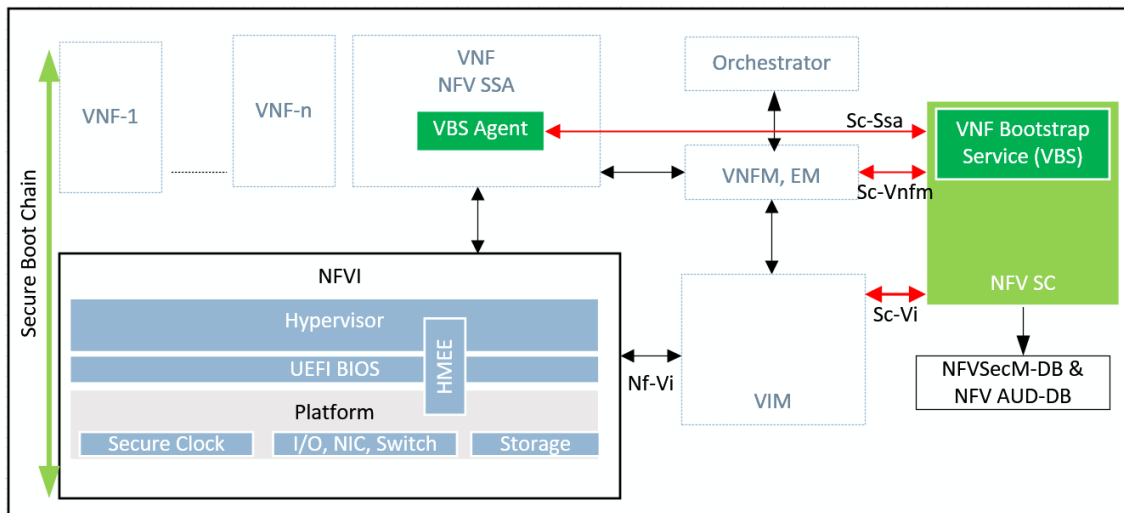 Secure Boot Chain
VNF-1
VNF-n
VNF
NFV SSA
VBS Agent
Orchestrator
Sc-Ssa
VNF Bootstrap
Service (VBS)
VNFM, EM
Sc-Vnfm
NFV SC
Sc-Vi
NFVI
Hypervisor
UEFI BIOS
HMEE
Platform
Secure Clock
I/O, NIC, Switch
Storage
Nf-Vi
VIM
NFVSecM-DB &
NFV AUD-DB